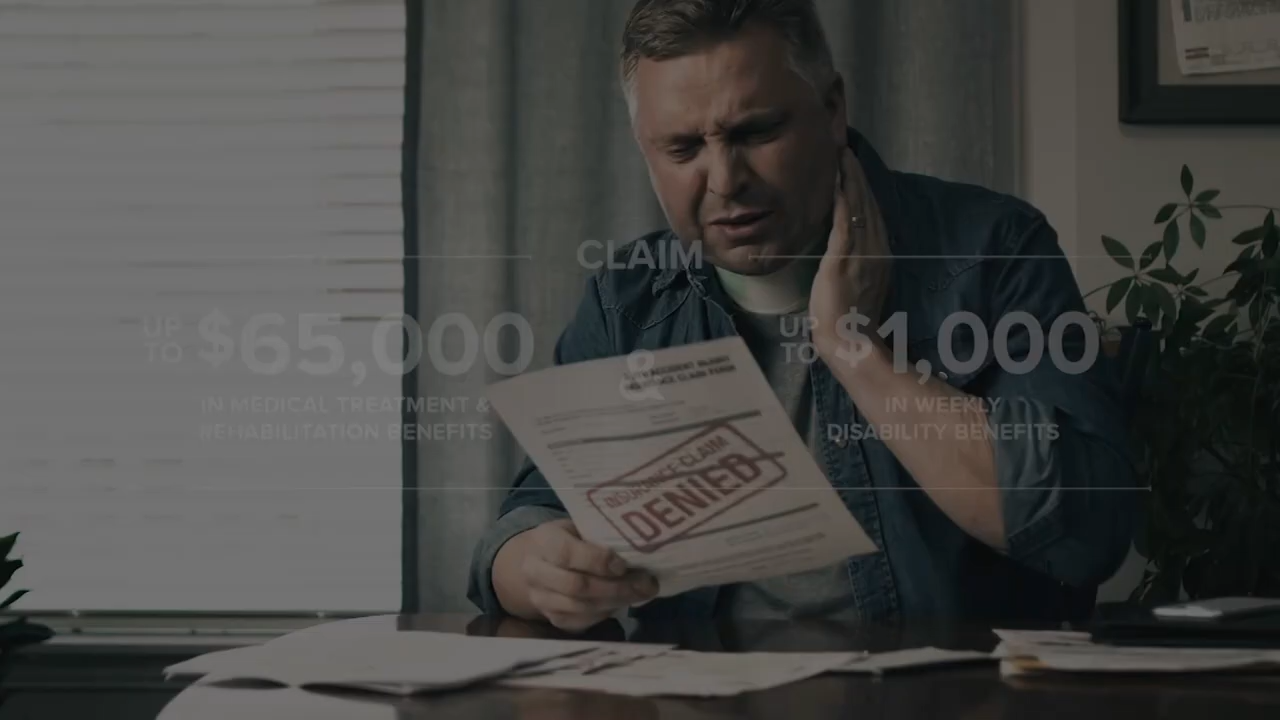 CLAIM
UP TO $65,000
IN MEDICAL TREATMENT &
REHABILITATION BENEFITS
&
UP TO $1,000
IN WEEKLY
DISABILITY BENEFITS
INSURANCE CLAIM
DENIED